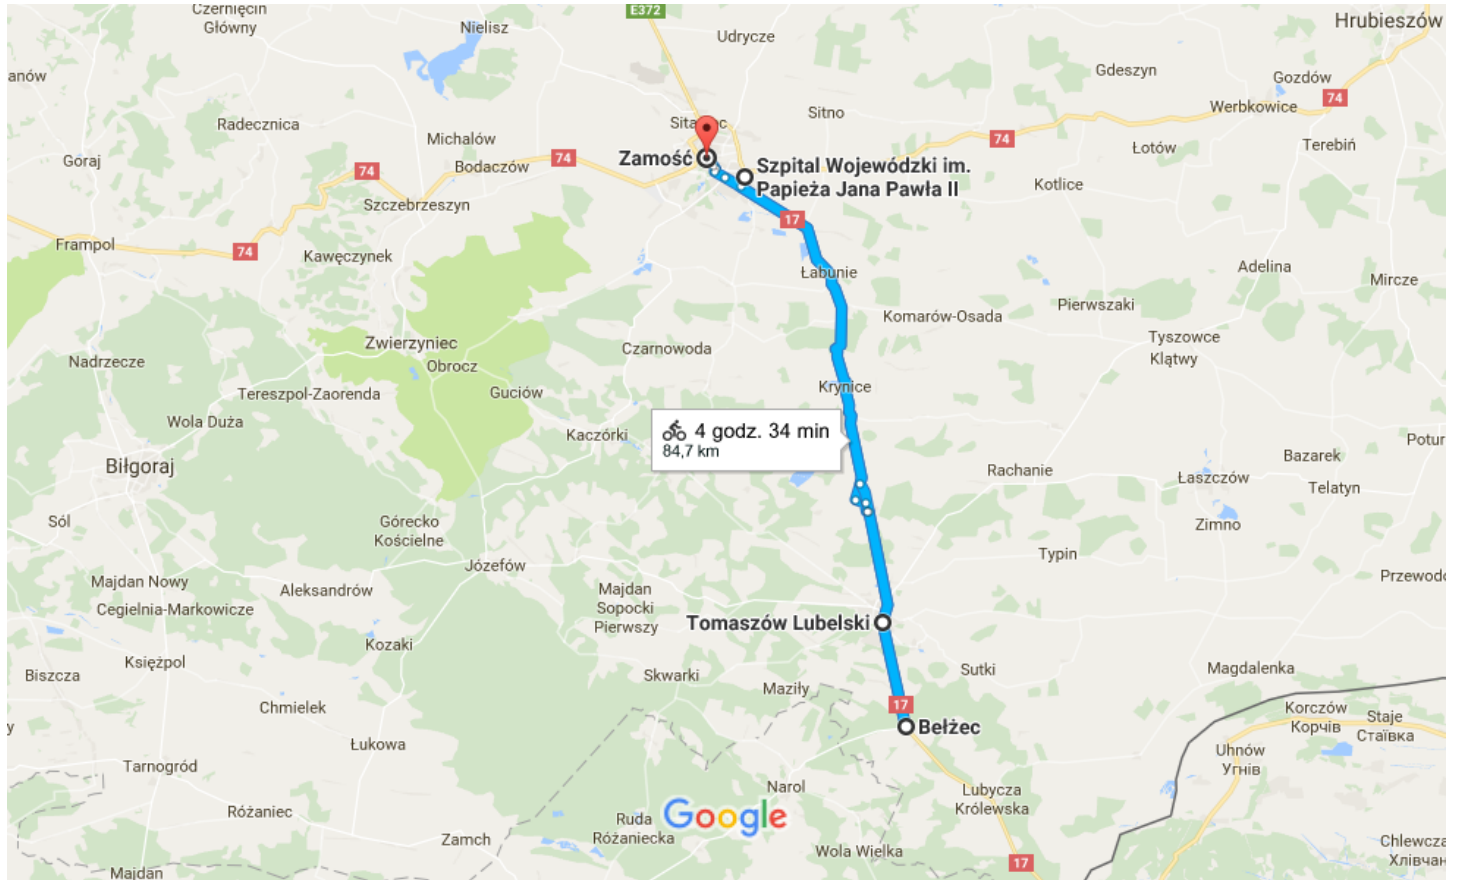 Czernięcin
Główny
Nielisz
E372
Udrycze
Hrubieszów
anów
Gdeszyn
Gozdów
74
Werbkowice
Radecznica
Sitno
Michalów
74
Terebiń
Goraj
74
Bodaczów
74
Zamość
Szpital Wojewódzki im.
Papieża Jana Pawła II
Łotów
Kotlice
Szczebrzeszyn
17
Frampol
74
Kawęczynek
Łabunie
Adelina
Mircze
Pierwszaki
Komarów-Osada
Tyszowce
Klątwy
Zwierzyniec
Czarnowoda
Nadrzecze
Obrocz
Krynice
Tereszpol-Zaorenda
Guciów
Wola Duża
4 godz. 34 min
84,7 km
Kaczórki
Potur
Bazarek
Biłgoraj
Rachanie
Łaszczów
Telatyn
Sól
Górecko
Kościelne
Zimno
Typin
Józefów
Majdan Nowy
Aleksandrów
Majdan
Sopocki
Pierwszy
Przewodo
Cegielnia-Markowicze
Tomaszów Lubelski
Kozaki
Księżpol
Biszcza
Skwarki
Sutki
Magdalenka
Maziły
17
Chmielek
Bełżec
Korczów
Корчів
Staje
Стаївка
y
Łukowa
Uhnów
Угнів
Tarnogród
Narol
Lubycza
Królewska
Różaniec
Google
Ruda
Różaniecka
Zamch
Wola Wielka
Chlewcza
Хлівчан
17
Majdan